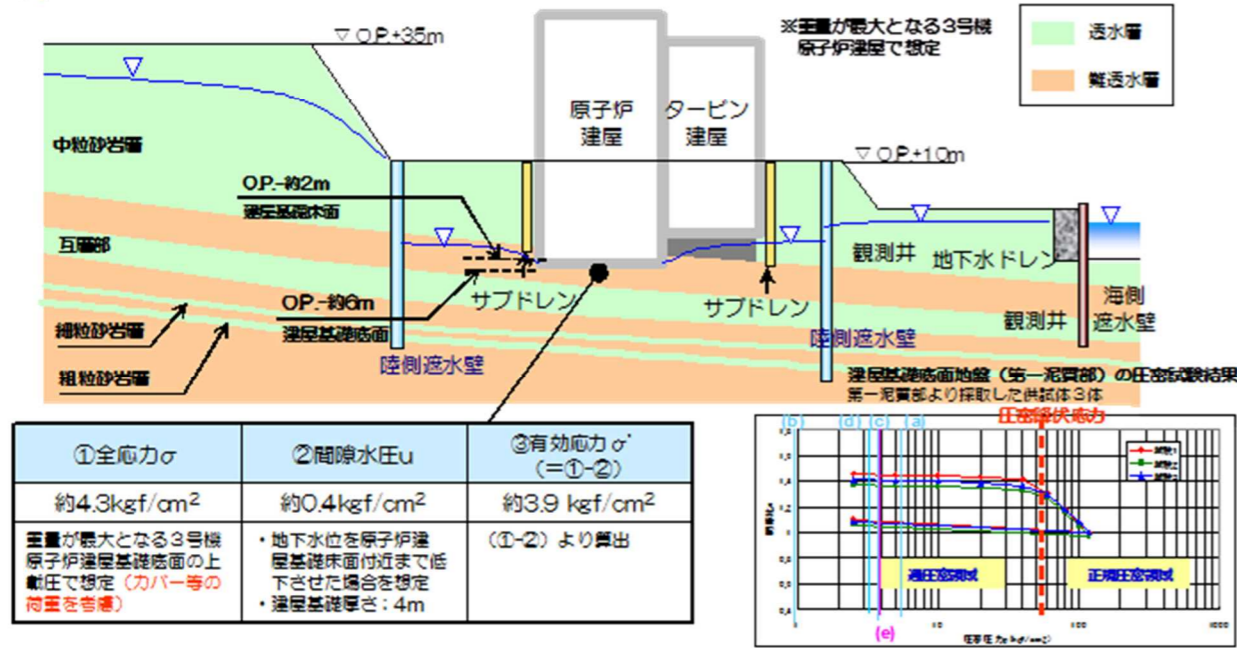 ▽ O.P.+35m
※重量が最大となる3号機
原子炉建屋で想定
透水層
難透水層
原子炉
建屋
タービン
建屋
中粒砂岩層
▽ O.P.+10m
O.P.-約2m
建屋基礎床面
互層部
観測井
地下水ドレン
O.P.-約6m
建屋基礎底面
サブドレン
サブドレン
海側
遮水壁
観測井
細粒砂岩層
陸側遮水壁
陸側遮水壁
粗粒砂岩層
建屋基礎底面地盤(第一泥質部)の圧密試験結果
第一泥質部より採取した供試体3体
圧密降伏応力
(b)
(d)
(c)
(a)
①全応力σ
②間隙水圧u
③有効応力σ'
(=①-②)
約4.3kgf/cm²
約0.4kgf/cm²
約3.9 kgf/cm²
重量が最大となる3号機
原子炉建屋基礎底面の上
載圧で想定(カバー等の
荷重を考慮)
・地下水位を原子炉建
屋基礎床面付近まで低
下させた場合を想定
・建屋基礎厚さ:4m
(①-②)より算出
試験1
試験2
試験3
過圧密領域
正規圧密領域
10
100
1000
(e)